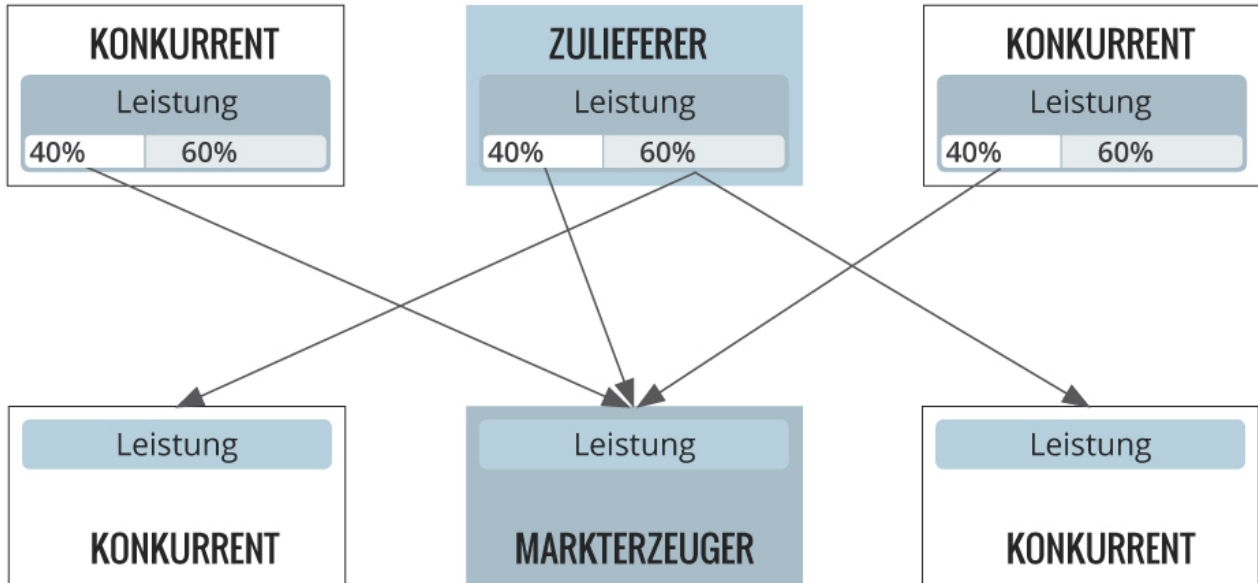 KONKURRENT
Leistung
40% 60%
ZULIEFERER
Leistung
40% 60%
KONKURRENT
Leistung
40% 60%
Leistung
KONKURRENT
Leistung
MARKTERZEUGER
Leistung
KONKURRENT